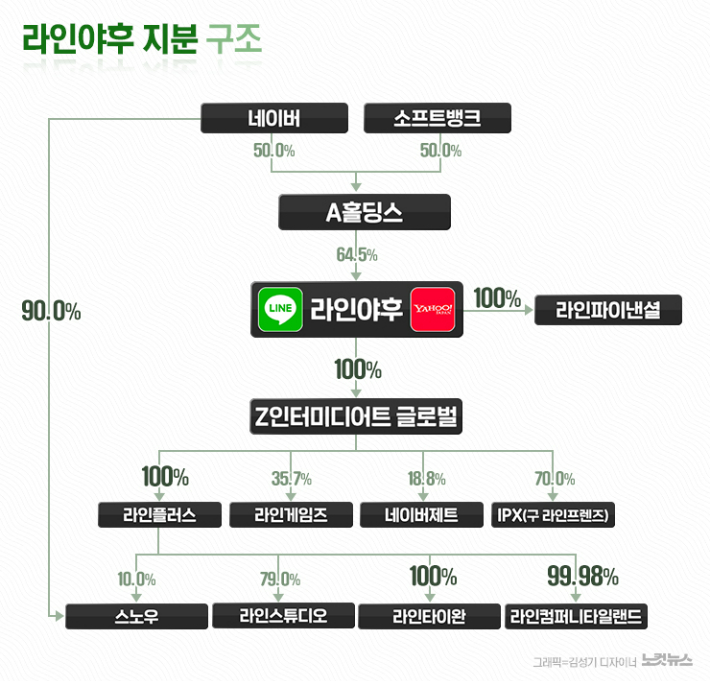 라인야후 지분 구조
네이버 소프트뱅크
50.0% 50.0%
A홀딩스
64.5%
LINE 라인야후 YAHOO! JAPAN
100%
라인파이낸셜
90.0%
100%
Z인터미디어트 글로벌
100% 35.7% 18.8% 70.0%
라인플러스 라인게임즈 네이버제트 IPX(구 라인프렌즈)
10.0% 79.0% 100% 99.98%
스노우 라인스튜디오 라인타이완 라인컴퍼니타일랜드
그래픽=김성기 디자이너 노컷뉴스